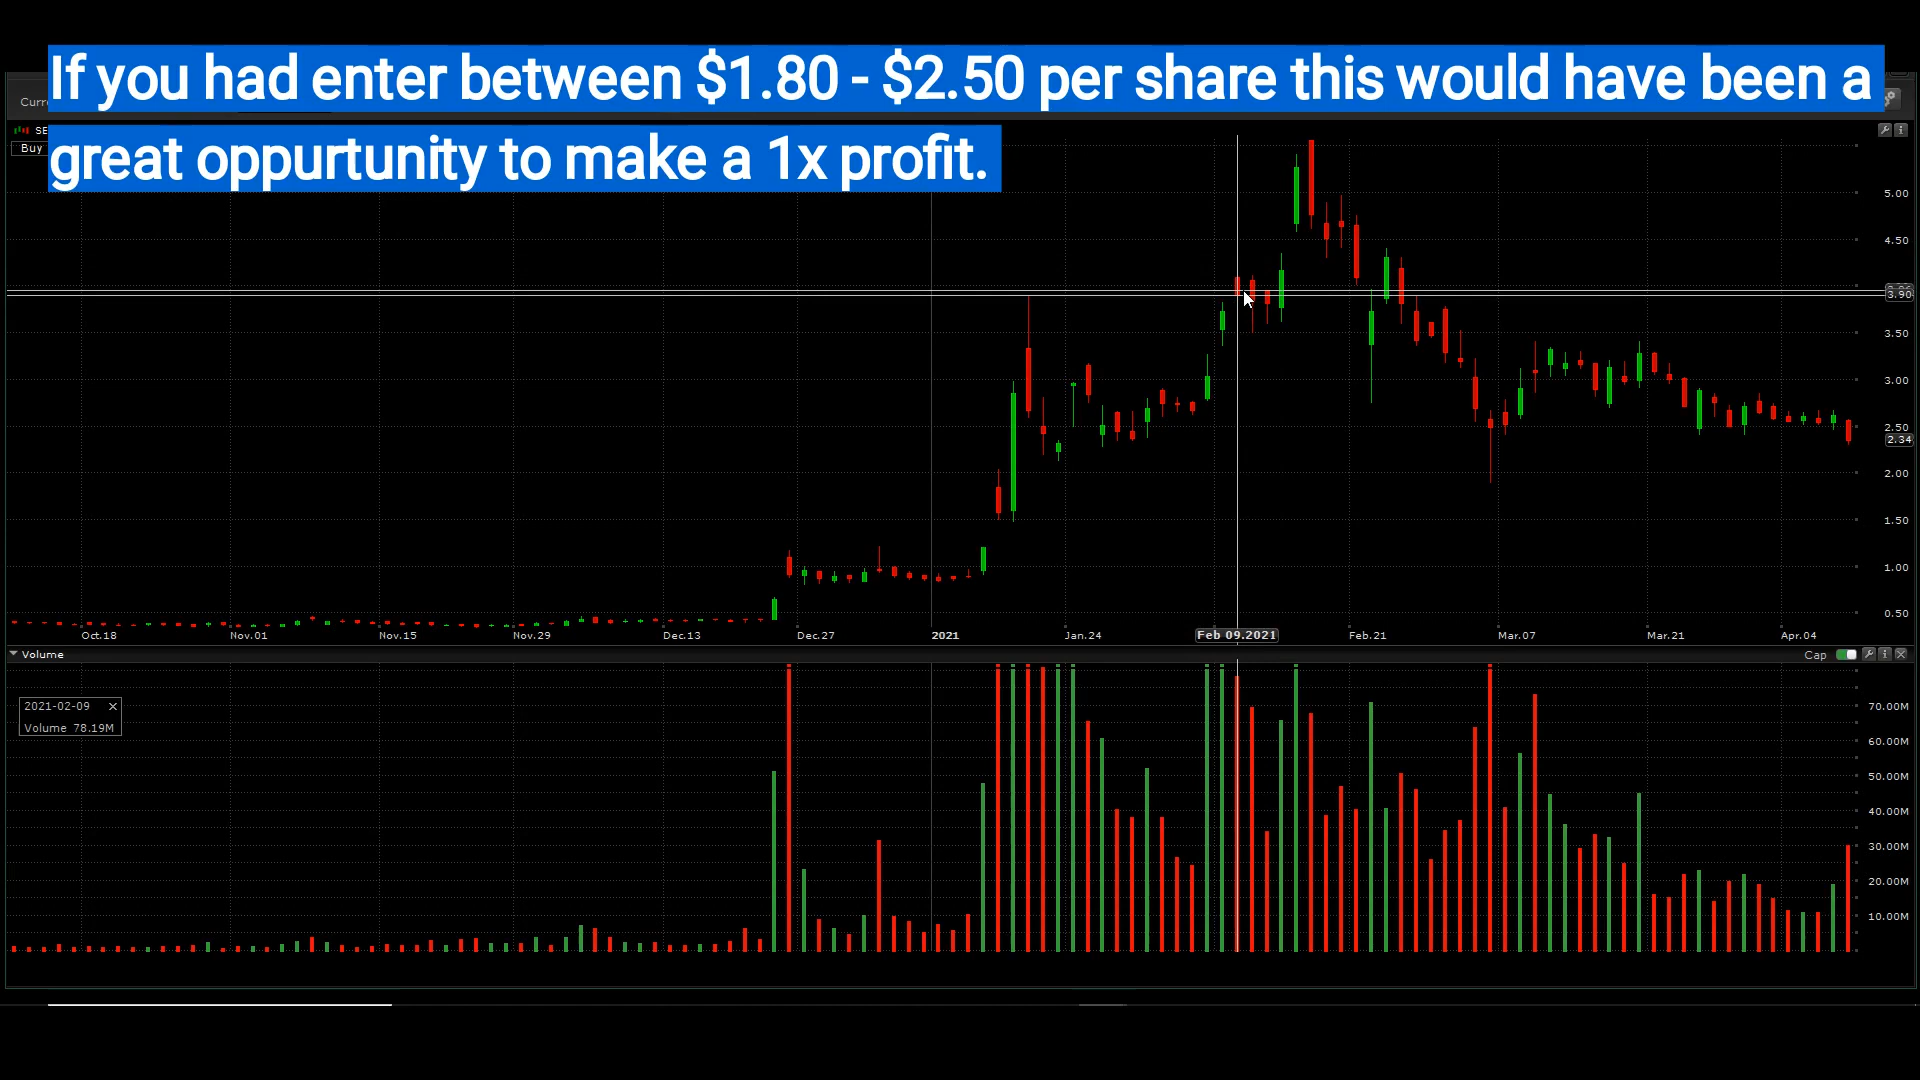 If you had enter between $1.80 - $2.50 per share this would have been a
great oppurtunity to make a 1x profit.
Curr
SE
Buy
5.00
4.50
3.90
3.50
3.00
2.50
2.34
2.00
1.50
1.00
0.50
Oct.18 Nov.01 Nov.15 Nov.29 Dec.13 Dec.27 2021 Jan.24 Feb 09.2021 Feb.21 Mar.07 Mar.21 Apr.04
Volume Cap
2021-02-09
Volume 78.19M
70.00M
60.00M
50.00M
40.00M
30.00M
20.00M
10.00M